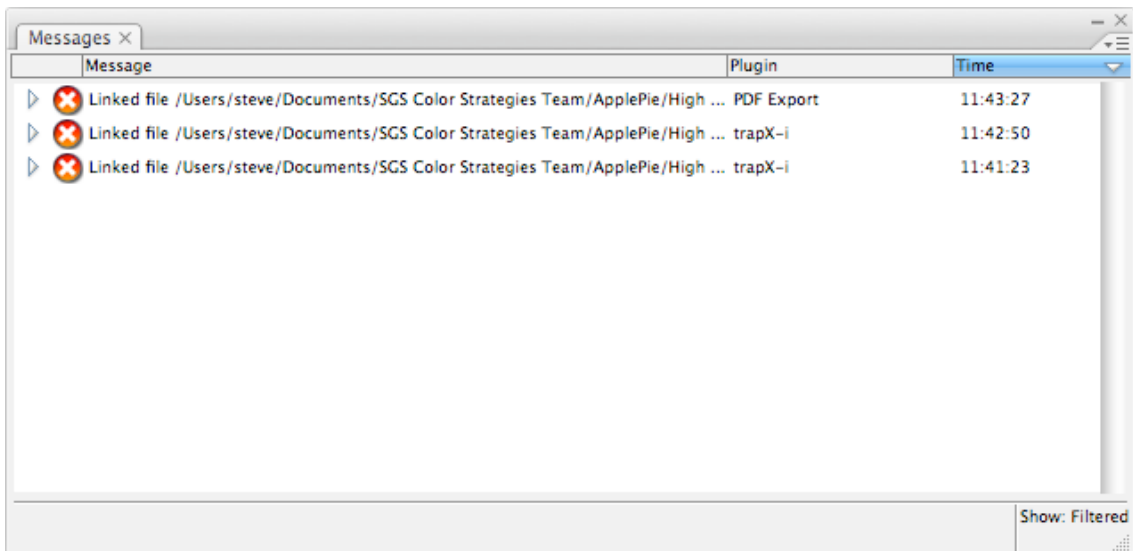 Messages
Message Plugin Time
Linked file /Users/steve/Documents/SGS Color Strategies Team/ApplePie/High ... PDF Export 11:43:27
Linked file /Users/steve/Documents/SGS Color Strategies Team/ApplePie/High ... trapX-i 11:42:50
Linked file /Users/steve/Documents/SGS Color Strategies Team/ApplePie/High ... trapX-i 11:41:23
Show: Filtered